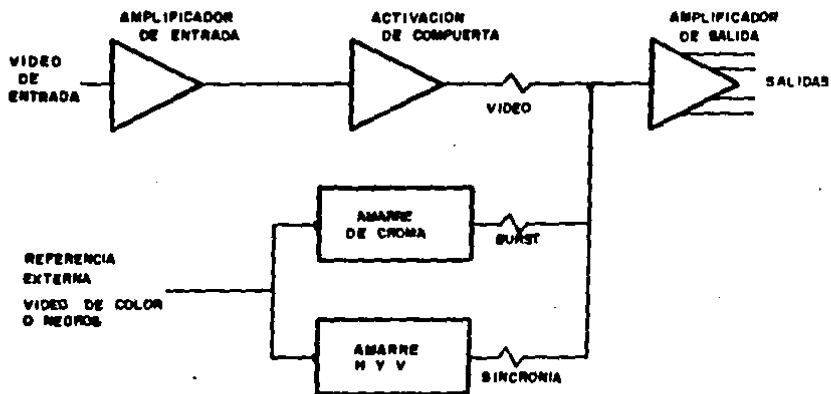 AMPLIFICADOR
DE ENTRADA
ACTIVACION
DE COMPUERTA
AMPLIFICADOR
DE SALIDA
VIDEO
DE
ENTRADA
VIDEO
SALIDAS
AMARRE
DE CROMA
BURST
REFERENCIA
EXTERNA
VIDEO DE COLOR
O NEGROS
AMARRE
H Y V
SINCRONIA